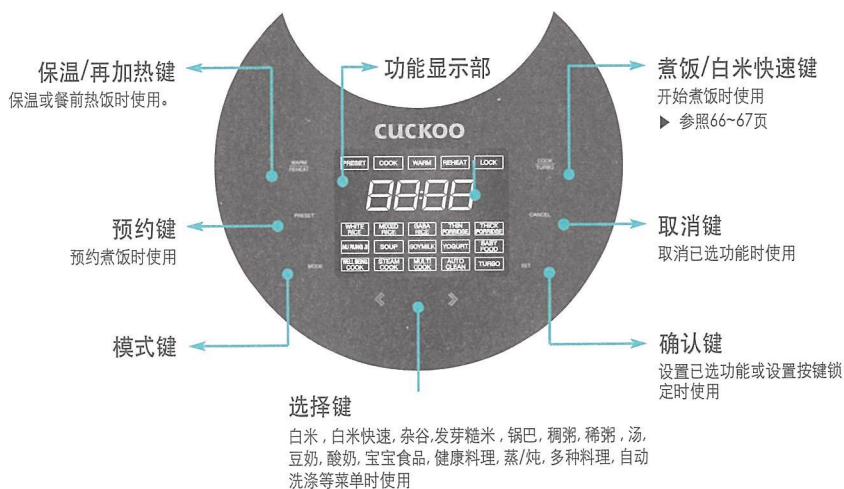 保温/再加热键
保温或餐前热饭时使用。
功能显示部
煮饭/白米快速键
开始煮饭时使用
▶ 参照66~67页
CUCKOO
WARM
REHEAT
PRESET COOK WARM REHEAT LOCK
COOK
TURBO
88:88
预约键
预约煮饭时使用
PRESET
CANCEL
取消键
取消已选功能时使用
WHITE RICE MIXED RICE GABA RICE THIN PORRIDGE THICK PORRIDGE
NU RUNG JI SOUP SOYMILK YOGURT BABY FOOD
WELL BEING COOK STEAM COOK MULTI COOK AUTO CLEAN TURBO
MODE
SET
模式键
确认键
设置已选功能或设置按键锁
定时使用
选择键
白米 , 白米快速, 杂谷,发芽糙米 , 锅巴, 稠粥, 稀粥 , 汤,
豆奶, 酸奶, 宝宝食品, 健康料理, 蒸/炖, 多种料理, 自动
洗涤等菜单时使用